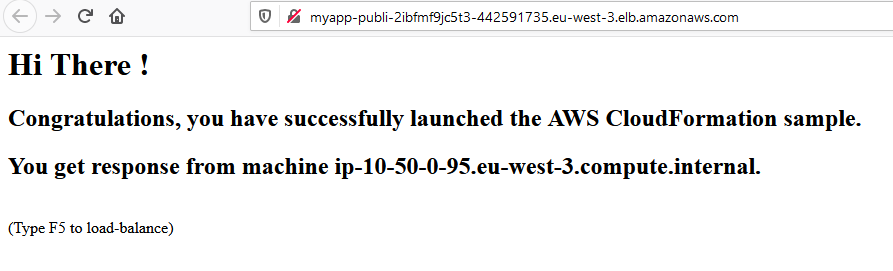 myapp-publi-2ibfmf9jc5t3-442591735.eu-west-3.elb.amazonaws.com
Hi There !
Congratulations, you have successfully launched the AWS CloudFormation sample.
You get response from machine ip-10-50-0-95.eu-west-3.compute.internal.
(Type F5 to load-balance)